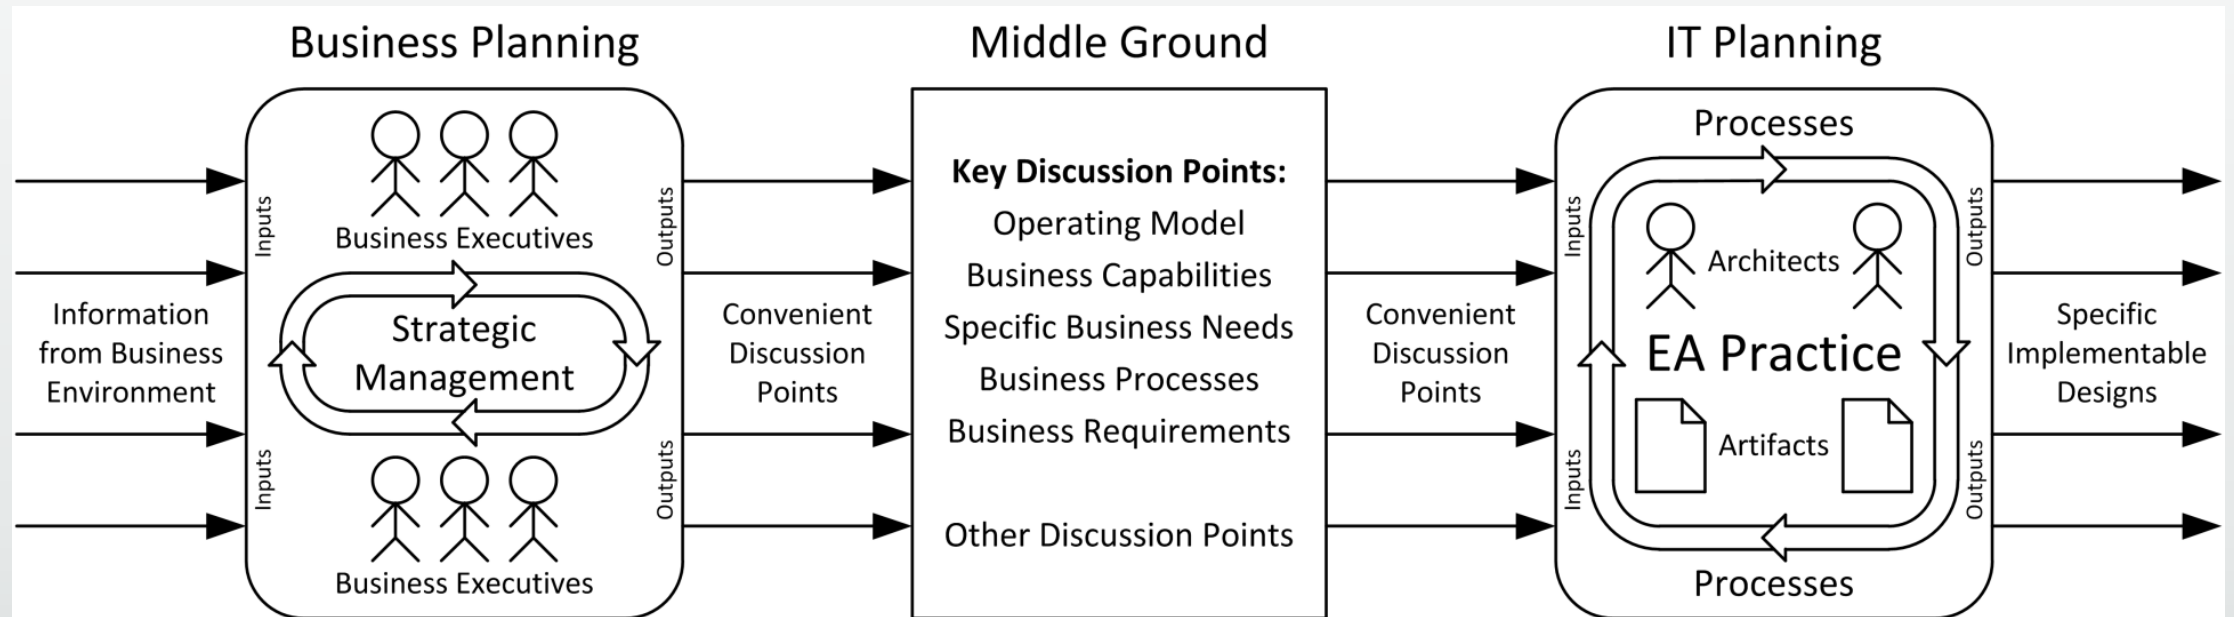 Business Planning
Middle Ground
IT Planning
Information
from Business
Environment
Inputs
Inputs
Business Executives
Strategic
Management
Business Executives
Outputs
Outputs
Convenient
Discussion
Points
Key Discussion Points:
Operating Model
Business Capabilities
Specific Business Needs
Business Processes
Business Requirements
Other Discussion Points
Convenient
Discussion
Points
Inputs
Inputs
Processes
Architects
EA Practice
Artifacts
Processes
Outputs
Outputs
Specific
Implementable
Designs